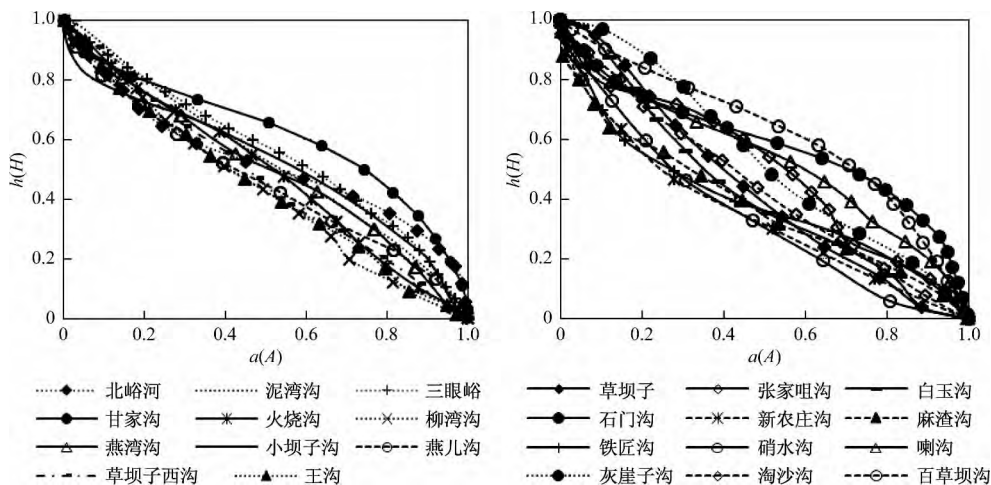 1.0
0.8
0.6
0.4
0.2
0
h(H)
0
0.2
0.4
0.6
0.8
1.0
a(A)
北峪河 泥湾沟 三眼峪
甘家沟 火烧沟 柳湾沟
燕湾沟 小坝子沟 燕儿沟
草坝子西沟 王沟
1.0
0.8
0.6
0.4
0.2
0
h(H)
0
0.2
0.4
0.6
0.8
1.0
a(A)
草坝子 张家咀沟 白玉沟
石门沟 新农庄沟 麻渣沟
铁匠沟 硝水沟 喇沟
灰崖子沟 淘沙沟 百草坝沟